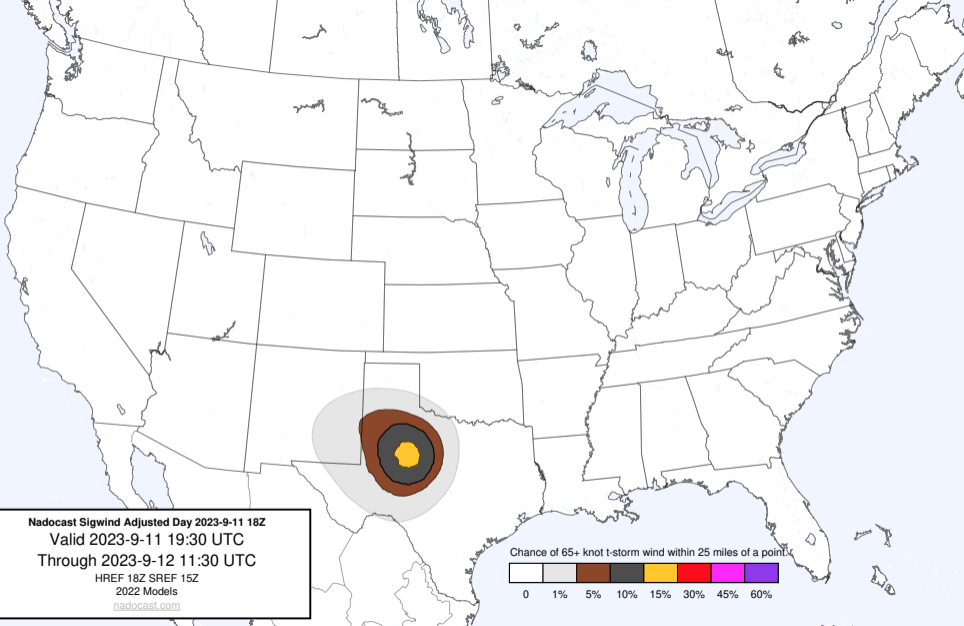 Nadocast Sigwind Adjusted Day 2023-9-11 18Z
Valid 2023-9-11 19:30 UTC
Through 2023-9-12 11:30 UTC
HREF 18Z SREF 15Z
2022 Models
nadocast.com
Chance of 65+ knot t-storm wind within 25 miles of a point.
0 1% 5% 10% 15% 30% 45% 60%